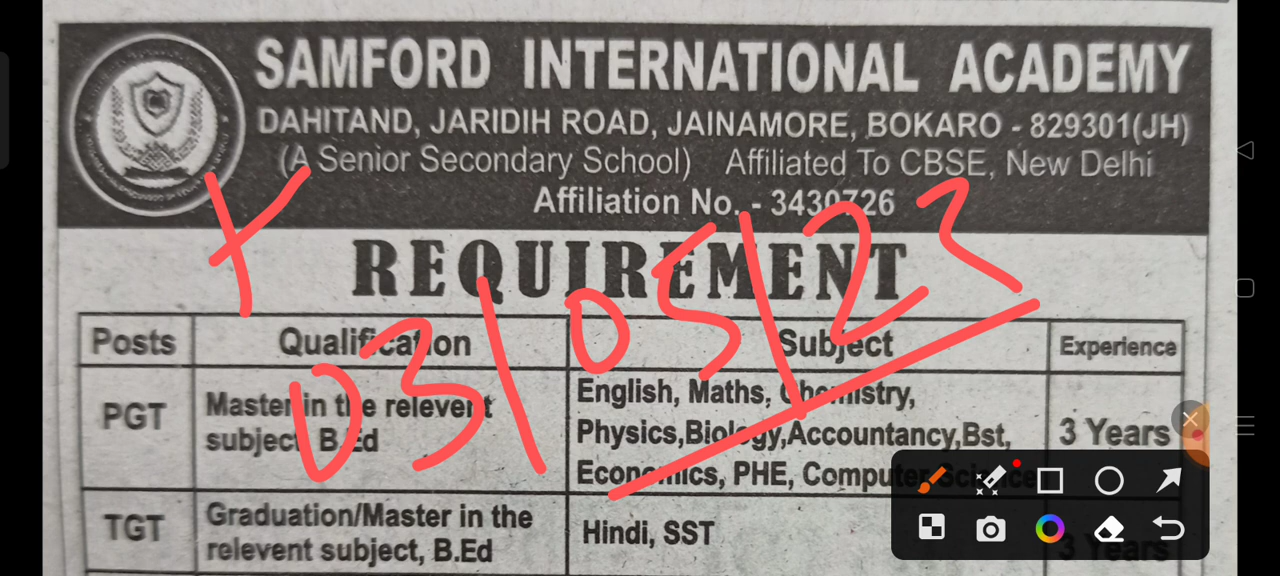 SAMFORD INTERNATIONAL ACADEMY
DAHITAND, JARIDIH ROAD, JAINAMORE, BOKARO - 829301(JH)
(A Senior Secondary School) Affiliated To CBSE, New Delhi
Affiliation No. - 3430726
REQUIREMENT
03/05/23
Posts Qualification Subject Experience
PGT Master in the relevent subject, B.Ed English, Maths, Chemistry, Physics,Biology,Accountancy,Bst, Economics, PHE, Computer Science 3 Years
TGT Graduation/Master in the relevent subject, B.Ed Hindi, SST 3 Years